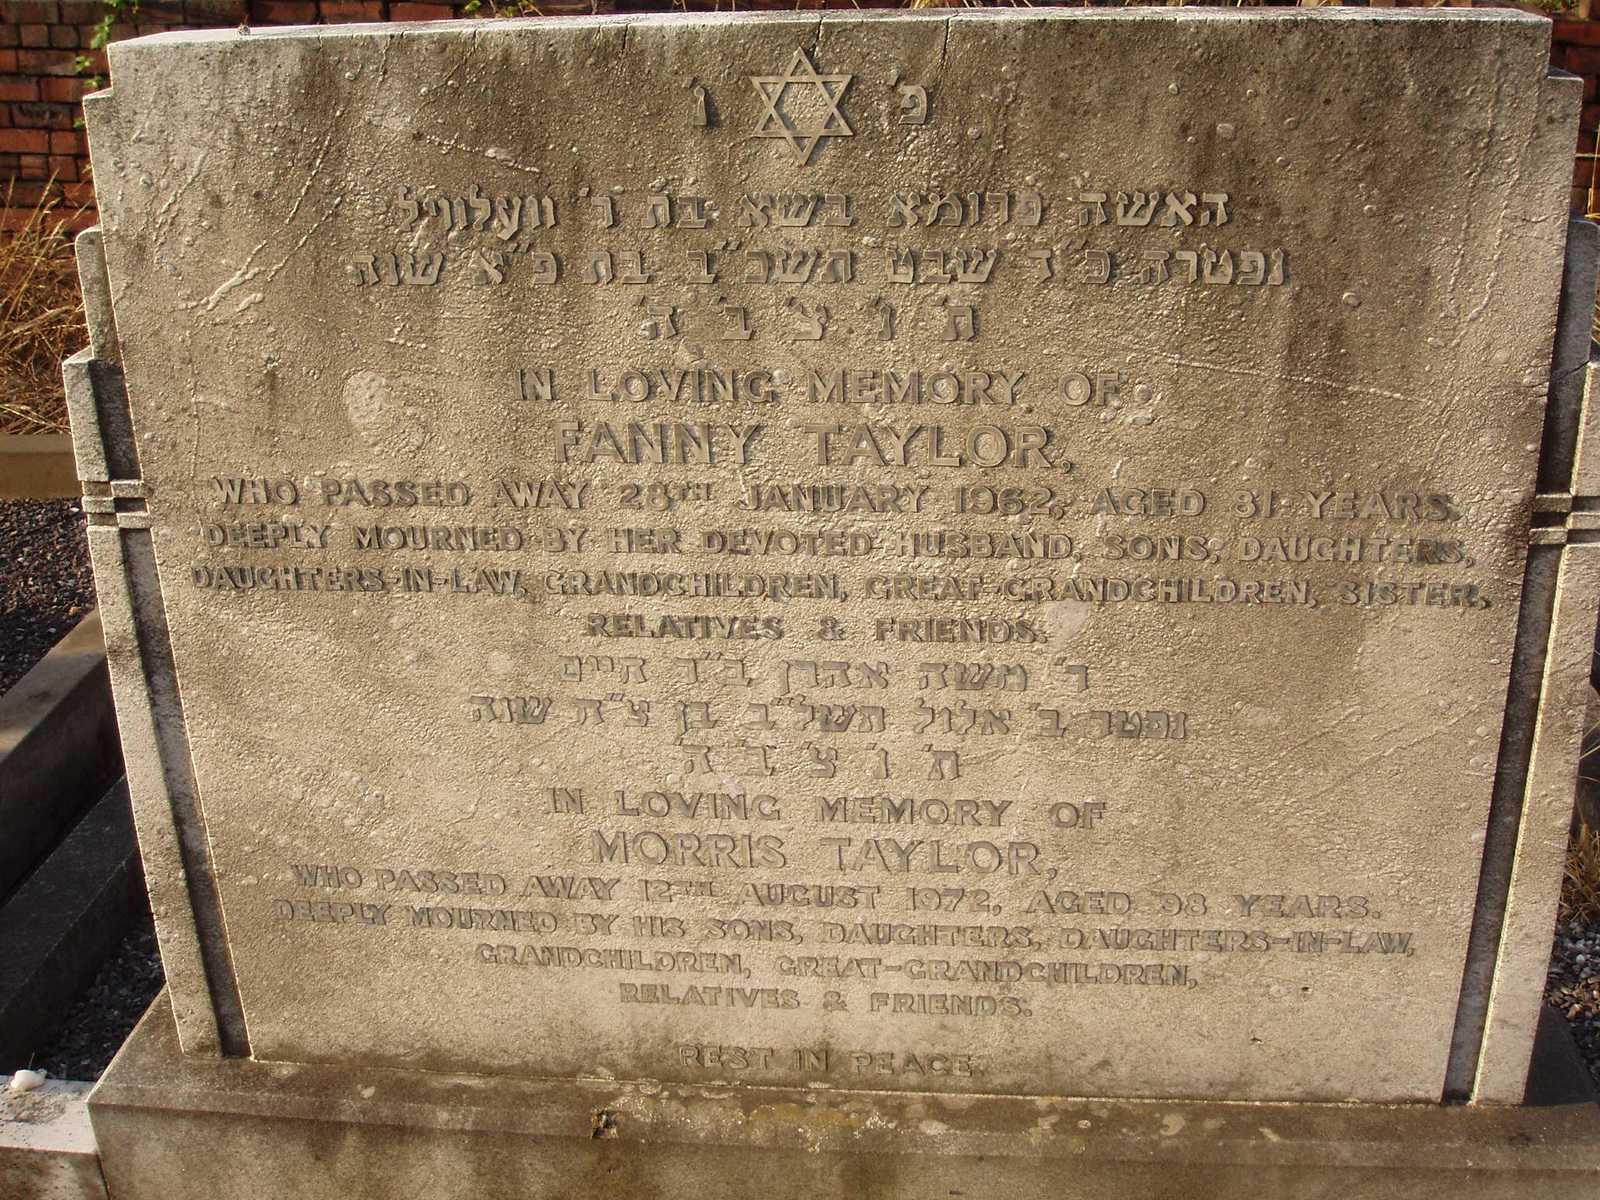 פ' ו
האשה פרומא בשא בת ר' וועלוויל
נפטרה כ"ד שבט תשכ"ב בת פ"א שנה
ת' נ' צ' ב' ה'
IN LOVING MEMORY OF
FANNY TAYLOR,
WHO PASSED AWAY 28TH JANUARY 1962, AGED 81 YEARS.
DEEPLY MOURNED BY HER DEVOTED HUSBAND, SONS, DAUGHTERS,
DAUGHTERS-IN-LAW, GRANDCHILDREN, GREAT-GRANDCHILDREN, SISTER,
RELATIVES & FRIENDS.
ר' משה אהרן ב"ר חיים
נפטר ב' אלול תשל"ב בן צ"ח שנה
ת' נ' צ' ב' ה'
IN LOVING MEMORY OF
MORRIS TAYLOR,
WHO PASSED AWAY 12TH AUGUST 1972, AGED 98 YEARS.
DEEPLY MOURNED BY HIS SONS, DAUGHTERS, DAUGHTERS-IN-LAW,
GRANDCHILDREN, GREAT-GRANDCHILDREN,
RELATIVES & FRIENDS.
REST IN PEACE.